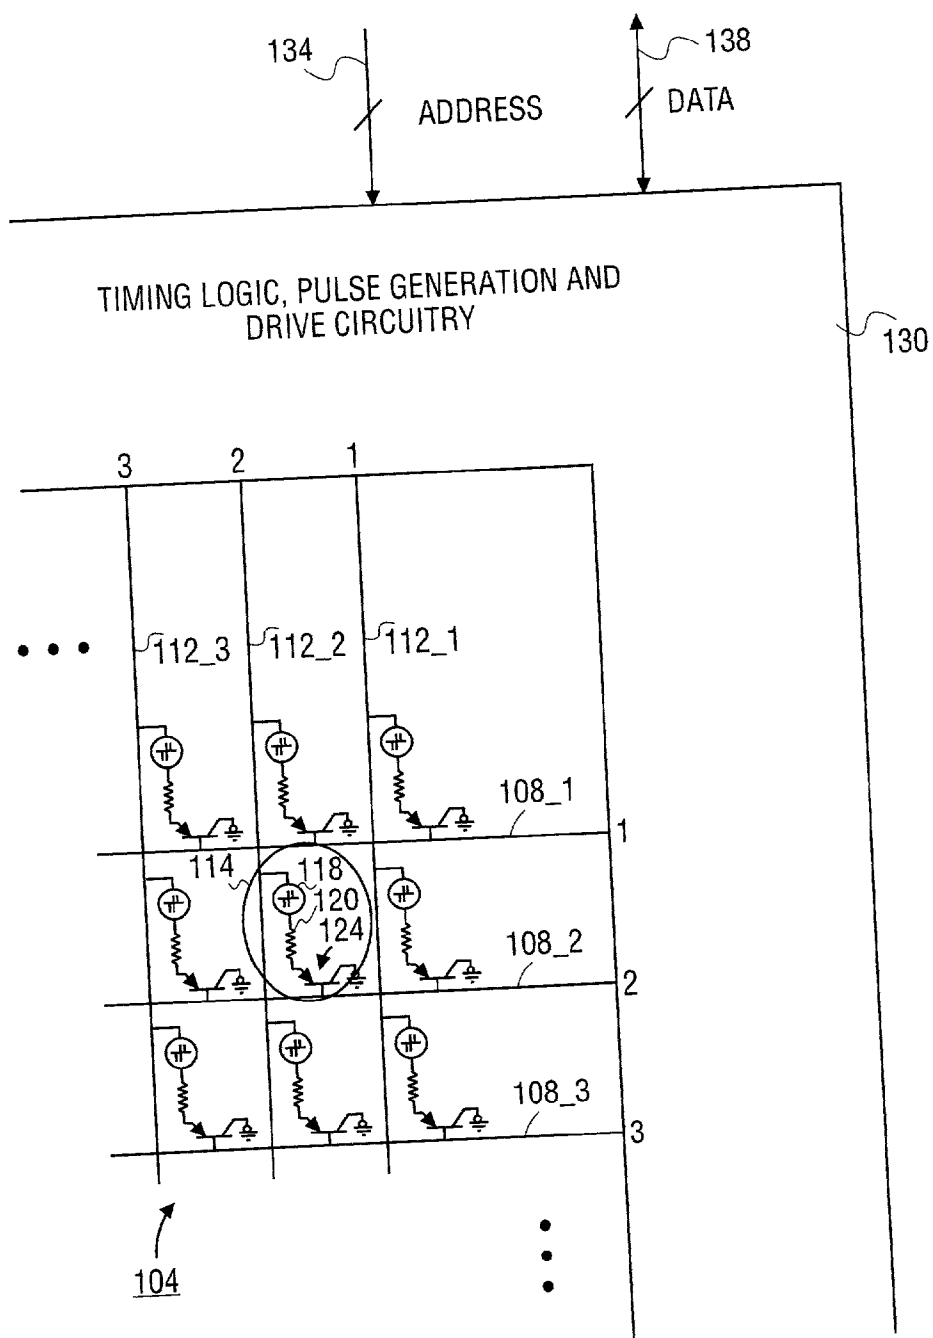 134
138
ADDRESS
DATA
TIMING LOGIC, PULSE GENERATION AND
DRIVE CIRCUITRY
130
3 2 1
112_3 112_2 112_1
108_1
1
114
118
120
124
108_2
2
108_3
3
104